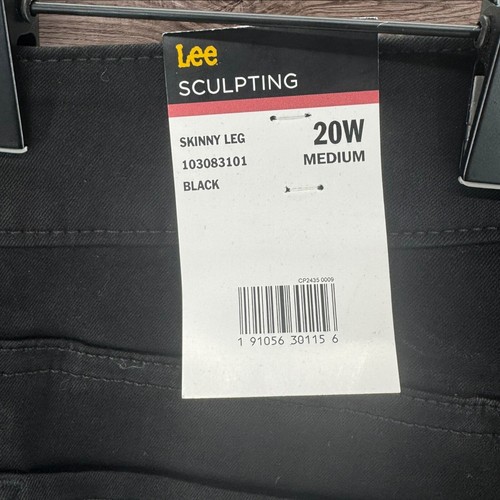 Lee
SCULPTING
SKINNY LEG
103083101
BLACK
20W
MEDIUM
CP2435 0009
1 91056 30115 6